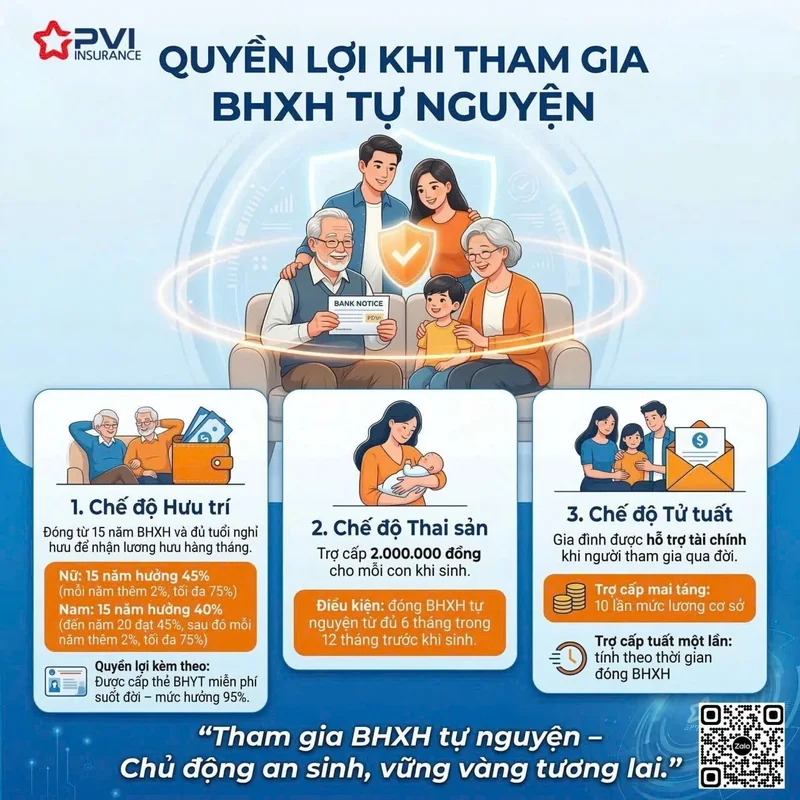 PVI
INSURANCE
QUYỀN LỢI KHI THAM GIA
BHXH TỰ NGUYỆN
BANK NOTICE
1. Chế độ Hưu trí
Đóng từ 15 năm BHXH và đủ tuổi nghỉ
hưu để nhận lương hưu hàng tháng.
Nữ: 15 năm hưởng 45%
(mỗi năm thêm 2%, tối đa 75%)
Nam: 15 năm hưởng 40%
(đến năm 20 đạt 45%, sau đó mỗi
năm thêm 2%, tối đa 75%)
Quyền lợi kèm theo:
Được cấp thẻ BHYT miễn phí
suốt đời – mức hưởng 95%.
2. Chế độ Thai sản
Trợ cấp 2.000.000 đồng
cho mỗi con khi sinh.
Điều kiện: đóng BHXH tự
nguyện từ đủ 6 tháng trong
12 tháng trước khi sinh.
3. Chế độ Tử tuất
Gia đình được hỗ trợ tài chính
khi người tham gia qua đời.
Trợ cấp mai táng:
10 lần mức lương cơ sở
Trợ cấp tuất một lần:
tính theo thời gian
đóng BHXH
“Tham gia BHXH tự nguyện –
Chủ động an sinh, vững vàng tương lai.”
Zalo